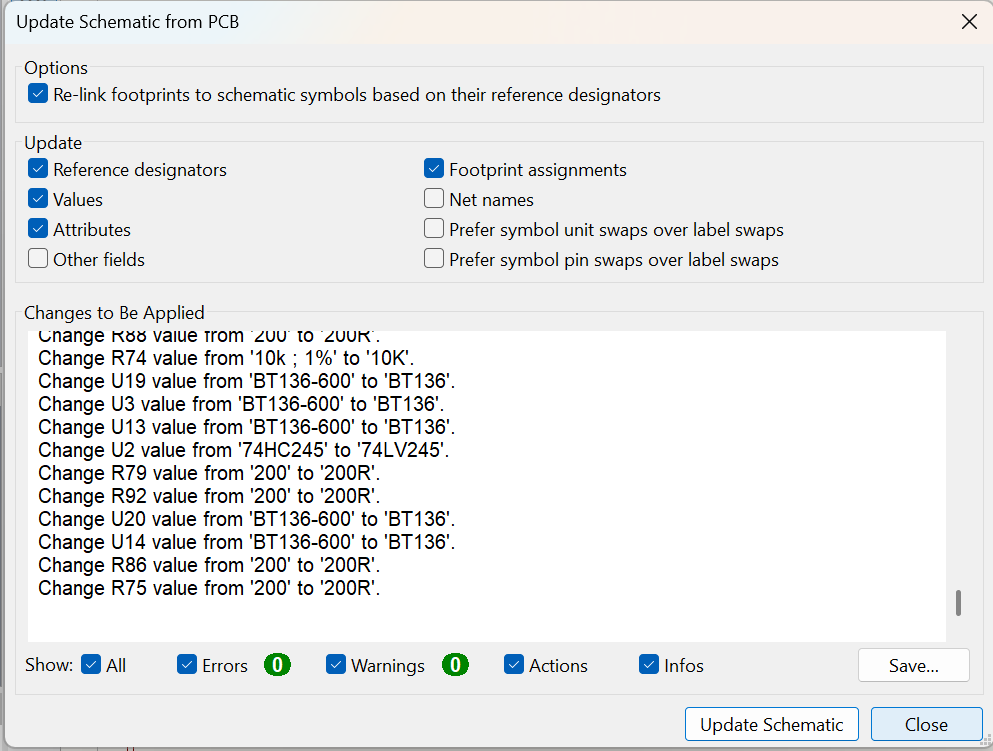 Update Schematic from PCB
Options
Re-link footprints to schematic symbols based on their reference designators
Update
Reference designators
Footprint assignments
Values
Net names
Attributes
Prefer symbol unit swaps over label swaps
Other fields
Prefer symbol pin swaps over label swaps
Changes to Be Applied
Change R88 value from '200' to '200R'.
Change R74 value from '10k ; 1%' to '10K'.
Change U19 value from 'BT136-600' to 'BT136'.
Change U3 value from 'BT136-600' to 'BT136'.
Change U13 value from 'BT136-600' to 'BT136'.
Change U2 value from '74HC245' to '74LV245'.
Change R79 value from '200' to '200R'.
Change R92 value from '200' to '200R'.
Change U20 value from 'BT136-600' to 'BT136'.
Change U14 value from 'BT136-600' to 'BT136'.
Change R86 value from '200' to '200R'.
Change R75 value from '200' to '200R'.
Show: All Errors 0 Warnings 0 Actions Infos Save...
Update Schematic Close